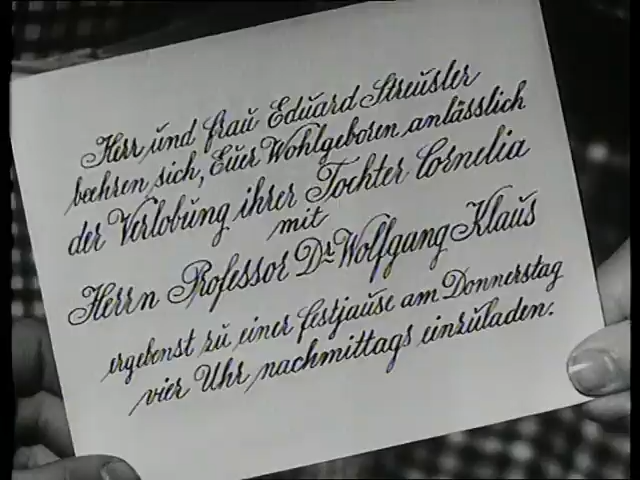 Herr und Frau Eduard Streusler
beehren sich, Euer Wohlgeboren anlässlich
der Verlobung ihrer Tochter Cornelia
mit
Herrn Professor Dr. Wolfgang Klaus
ergebenst zu einer Festjause am Donnerstag
vier Uhr nachmittags einzuladen.